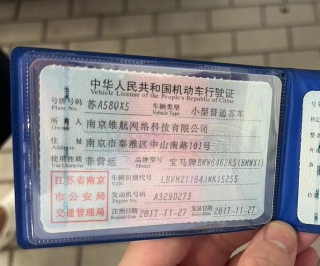 中华人民共和国机动车行驶证
Vehicle License of the People's Republic of China
号牌号码 苏A589X5 车辆类型 小型普通客车
Plate No. Vehicle Type
所有人 南京维航网络科技有限公司
Owner
住址 南京市秦淮区中山南路101号
Address
使用性质 非营运 品牌型号 宝马牌BMW6462KS(BMWX1)
Use Character Model
江苏省南京 车辆识别代号
VIN
市公安局 发动机号码 A3290273
Engine No.
交通管理局 注册日期 2017-11-27 发证日期 2017-11-27
Register Date Issue Date